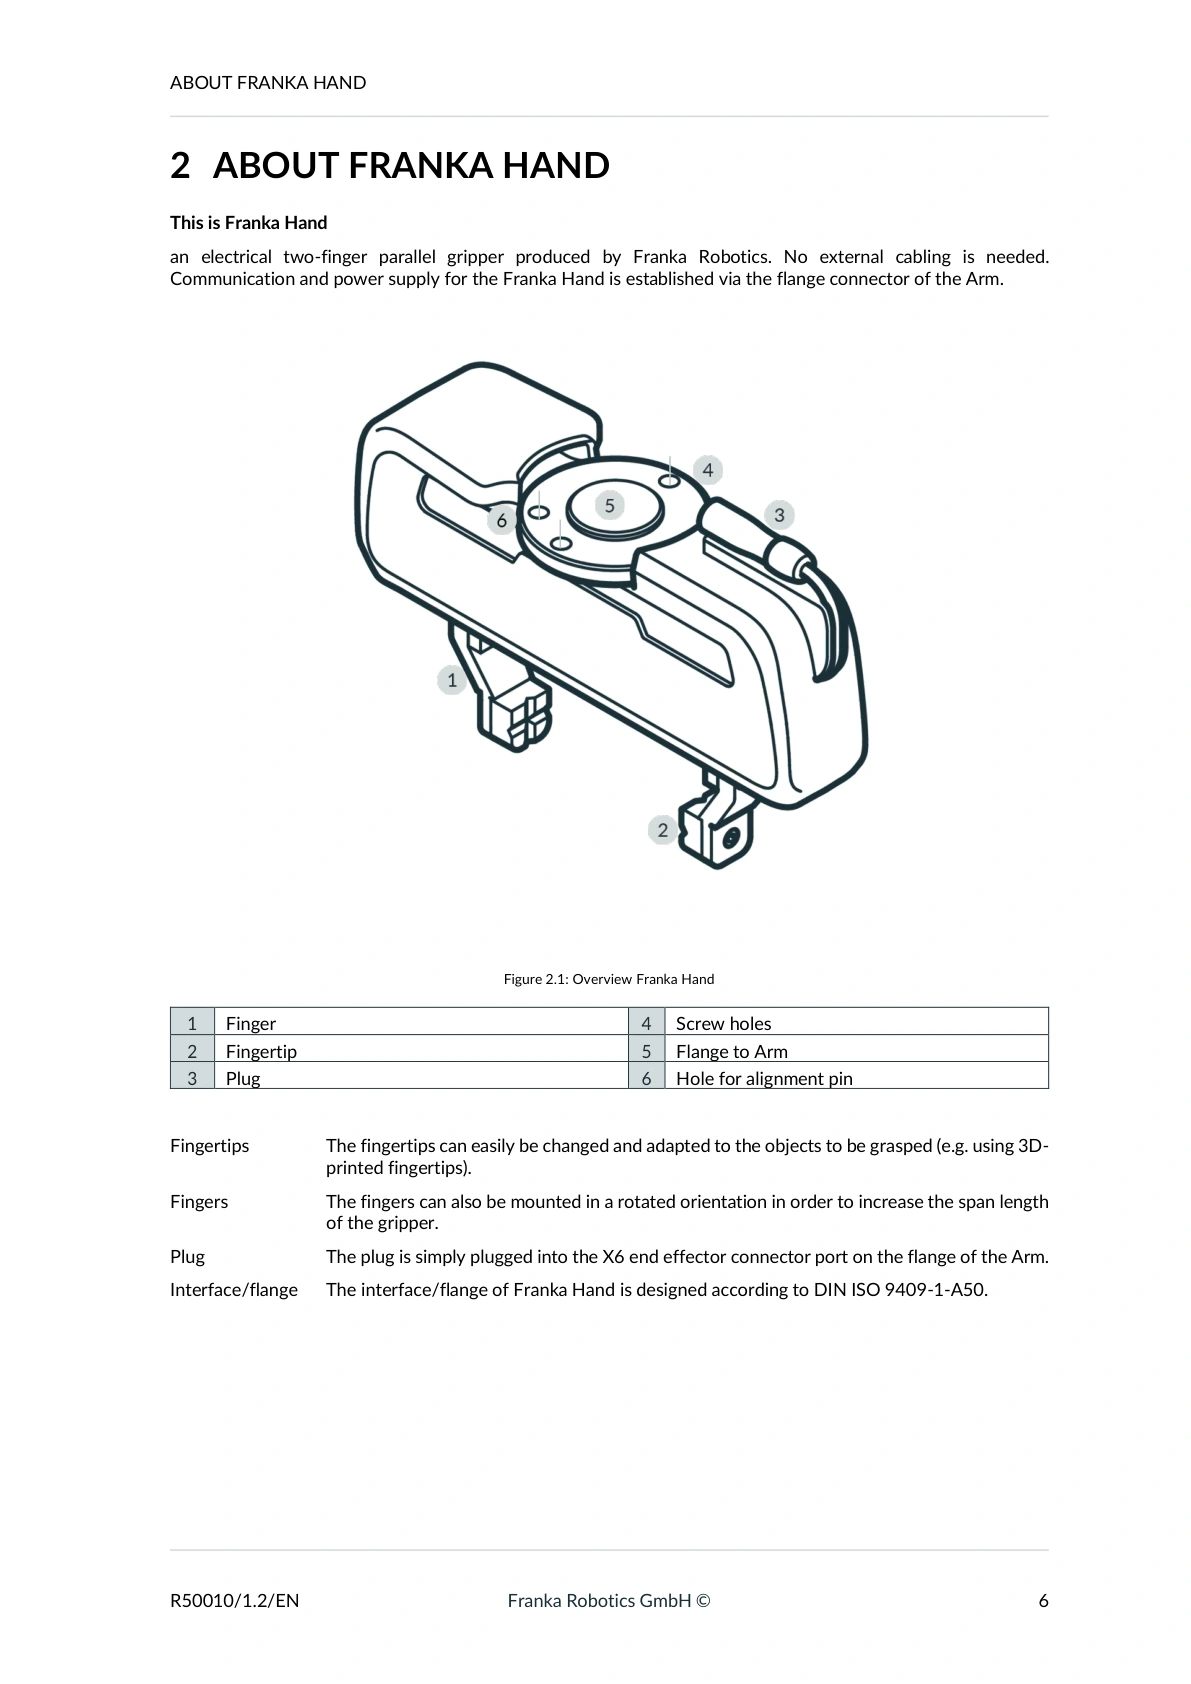 ABOUT FRANKA HAND
2 ABOUT FRANKA HAND
This is Franka Hand
an electrical two-finger parallel gripper produced by Franka Robotics. No external cabling is needed.
Communication and power supply for the Franka Hand is established via the flange connector of the Arm.
4
5
3
6
1
2
Figure 2.1: Overview Franka Hand
1 Finger 4 Screw holes
2 Fingertip 5 Flange to Arm
3 Plug 6 Hole for alignment pin
Fingertips The fingertips can easily be changed and adapted to the objects to be grasped (e.g. using 3D-
printed fingertips).
Fingers The fingers can also be mounted in a rotated orientation in order to increase the span length
of the gripper.
Plug The plug is simply plugged into the X6 end effector connector port on the flange of the Arm.
Interface/flange The interface/flange of Franka Hand is designed according to DIN ISO 9409-1-A50.
R50010/1.2/EN Franka Robotics GmbH © 6